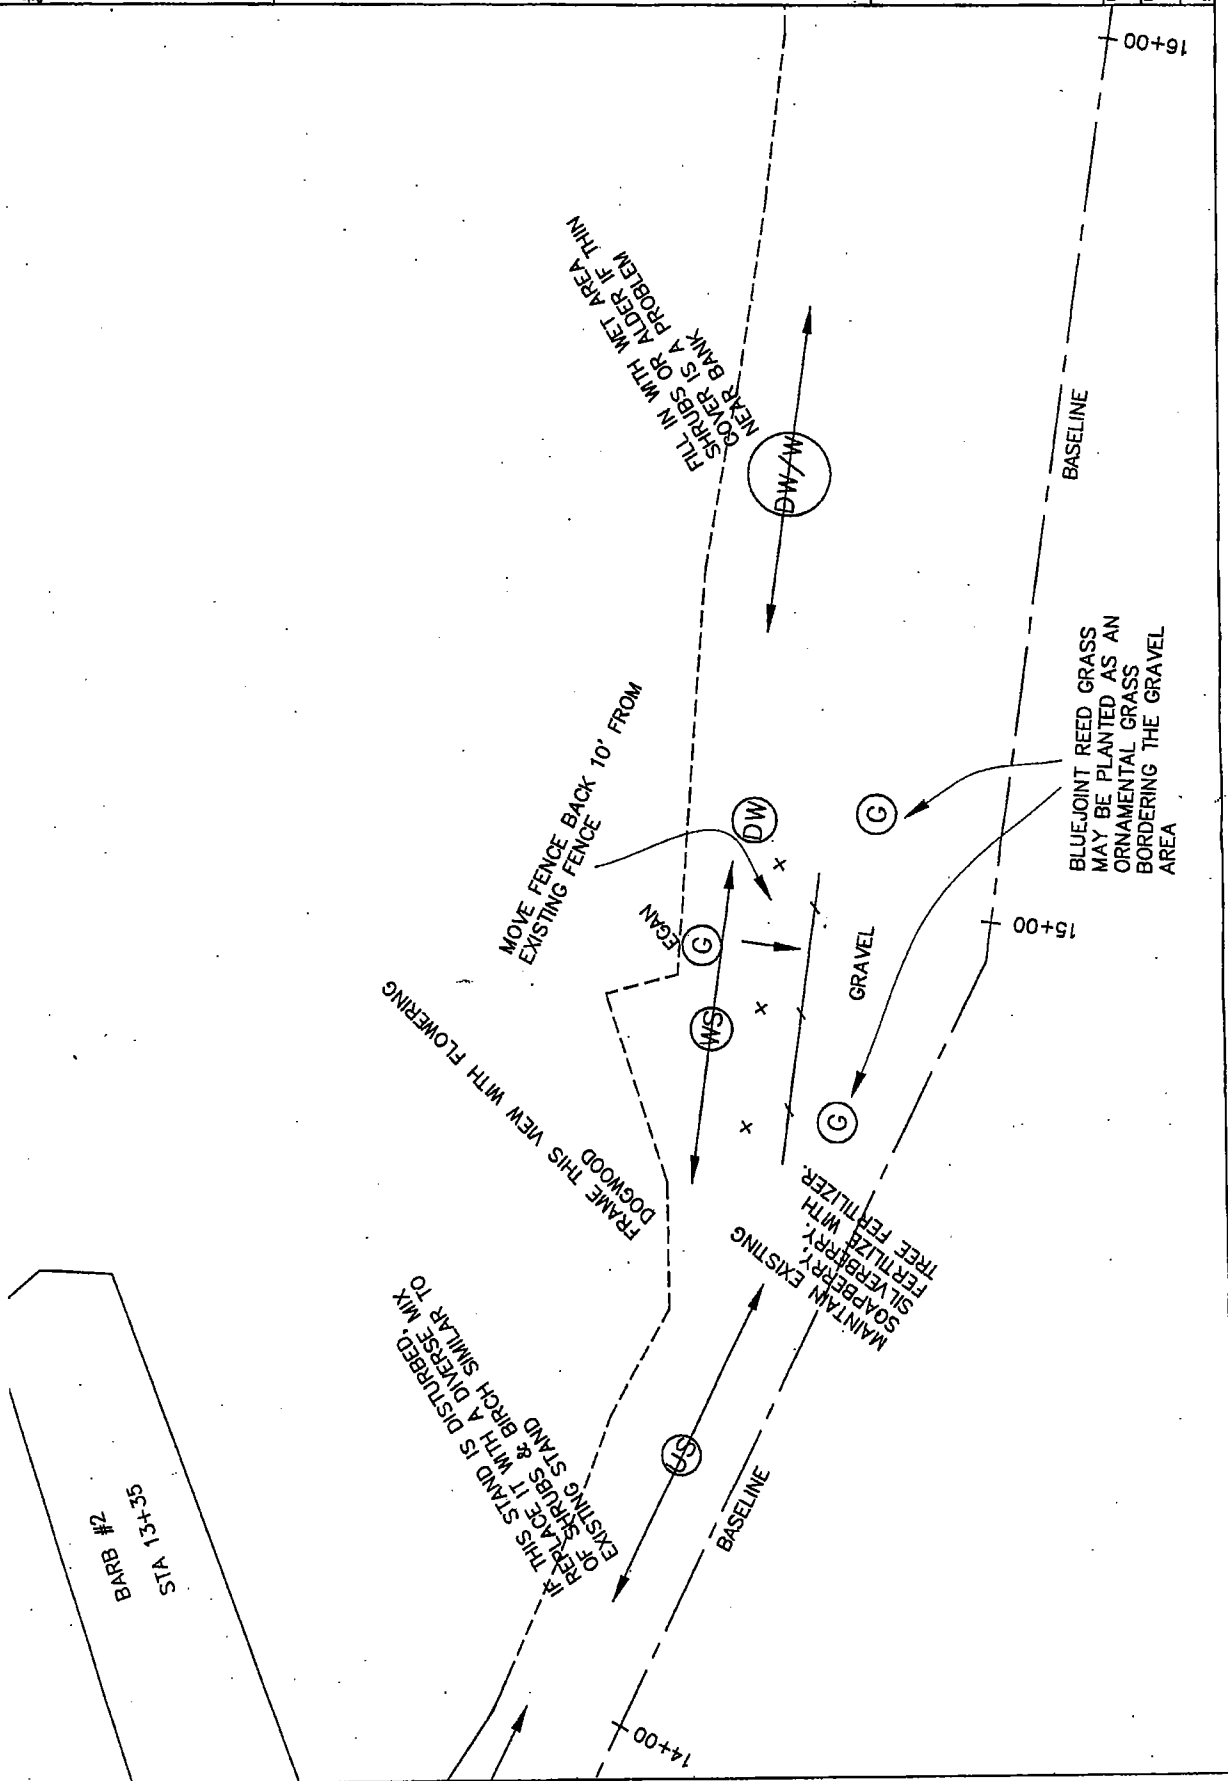 BARB #2
STA 13+35
IF THIS STAND IS DISTURBED,
REPLACE IT WITH A DIVERSE MIX
OF SHRUBS & BIRCH SIMILAR TO
EXISTING STAND
FRAME THIS VIEW WITH FLOWERING
DOGWOOD
MOVE FENCE BACK 10' FROM
EXISTING FENCE
FILL IN WITH WET AREA
SHRUBS OR ALDER IF THIN
COVER IS A PROBLEM
NEAR BANK
EGAN
G
WS
DW
DW/W
US
G
G
GRAVEL
MAINTAIN EXISTING
SOAPBERRY,
SILVERBERRY.
FERTILIZE WITH
TREE FERTILIZER.
BLUEJOINT REED GRASS
MAY BE PLANTED AS AN
ORNAMENTAL GRASS
BORDERING THE GRAVEL
AREA
BASELINE
BASELINE
14+00
15+00
16+00